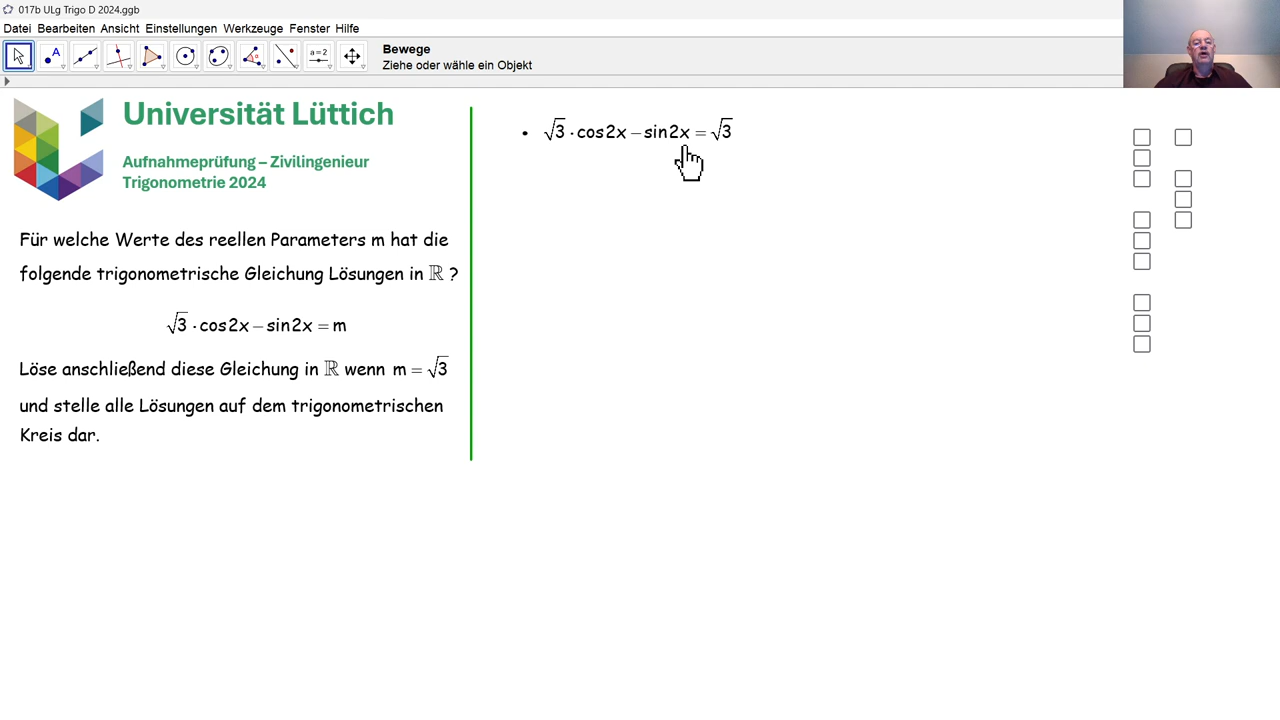 017b ULg Trigo D 2024.ggb
Datei Bearbeiten Ansicht Einstellungen Werkzeuge Fenster Hilfe
A
a=2
Bewege
Ziehe oder wähle ein Objekt
Universität Lüttich
Aufnahmeprüfung – Zivilingenieur
Trigonometrie 2024
Für welche Werte des reellen Parameters m hat die
folgende trigonometrische Gleichung Lösungen in ℝ ?
√3 · cos2x – sin2x = m
Löse anschließend diese Gleichung in ℝ wenn m = √3
und stelle alle Lösungen auf dem trigonometrischen
Kreis dar.
• √3 · cos2x – sin2x = √3